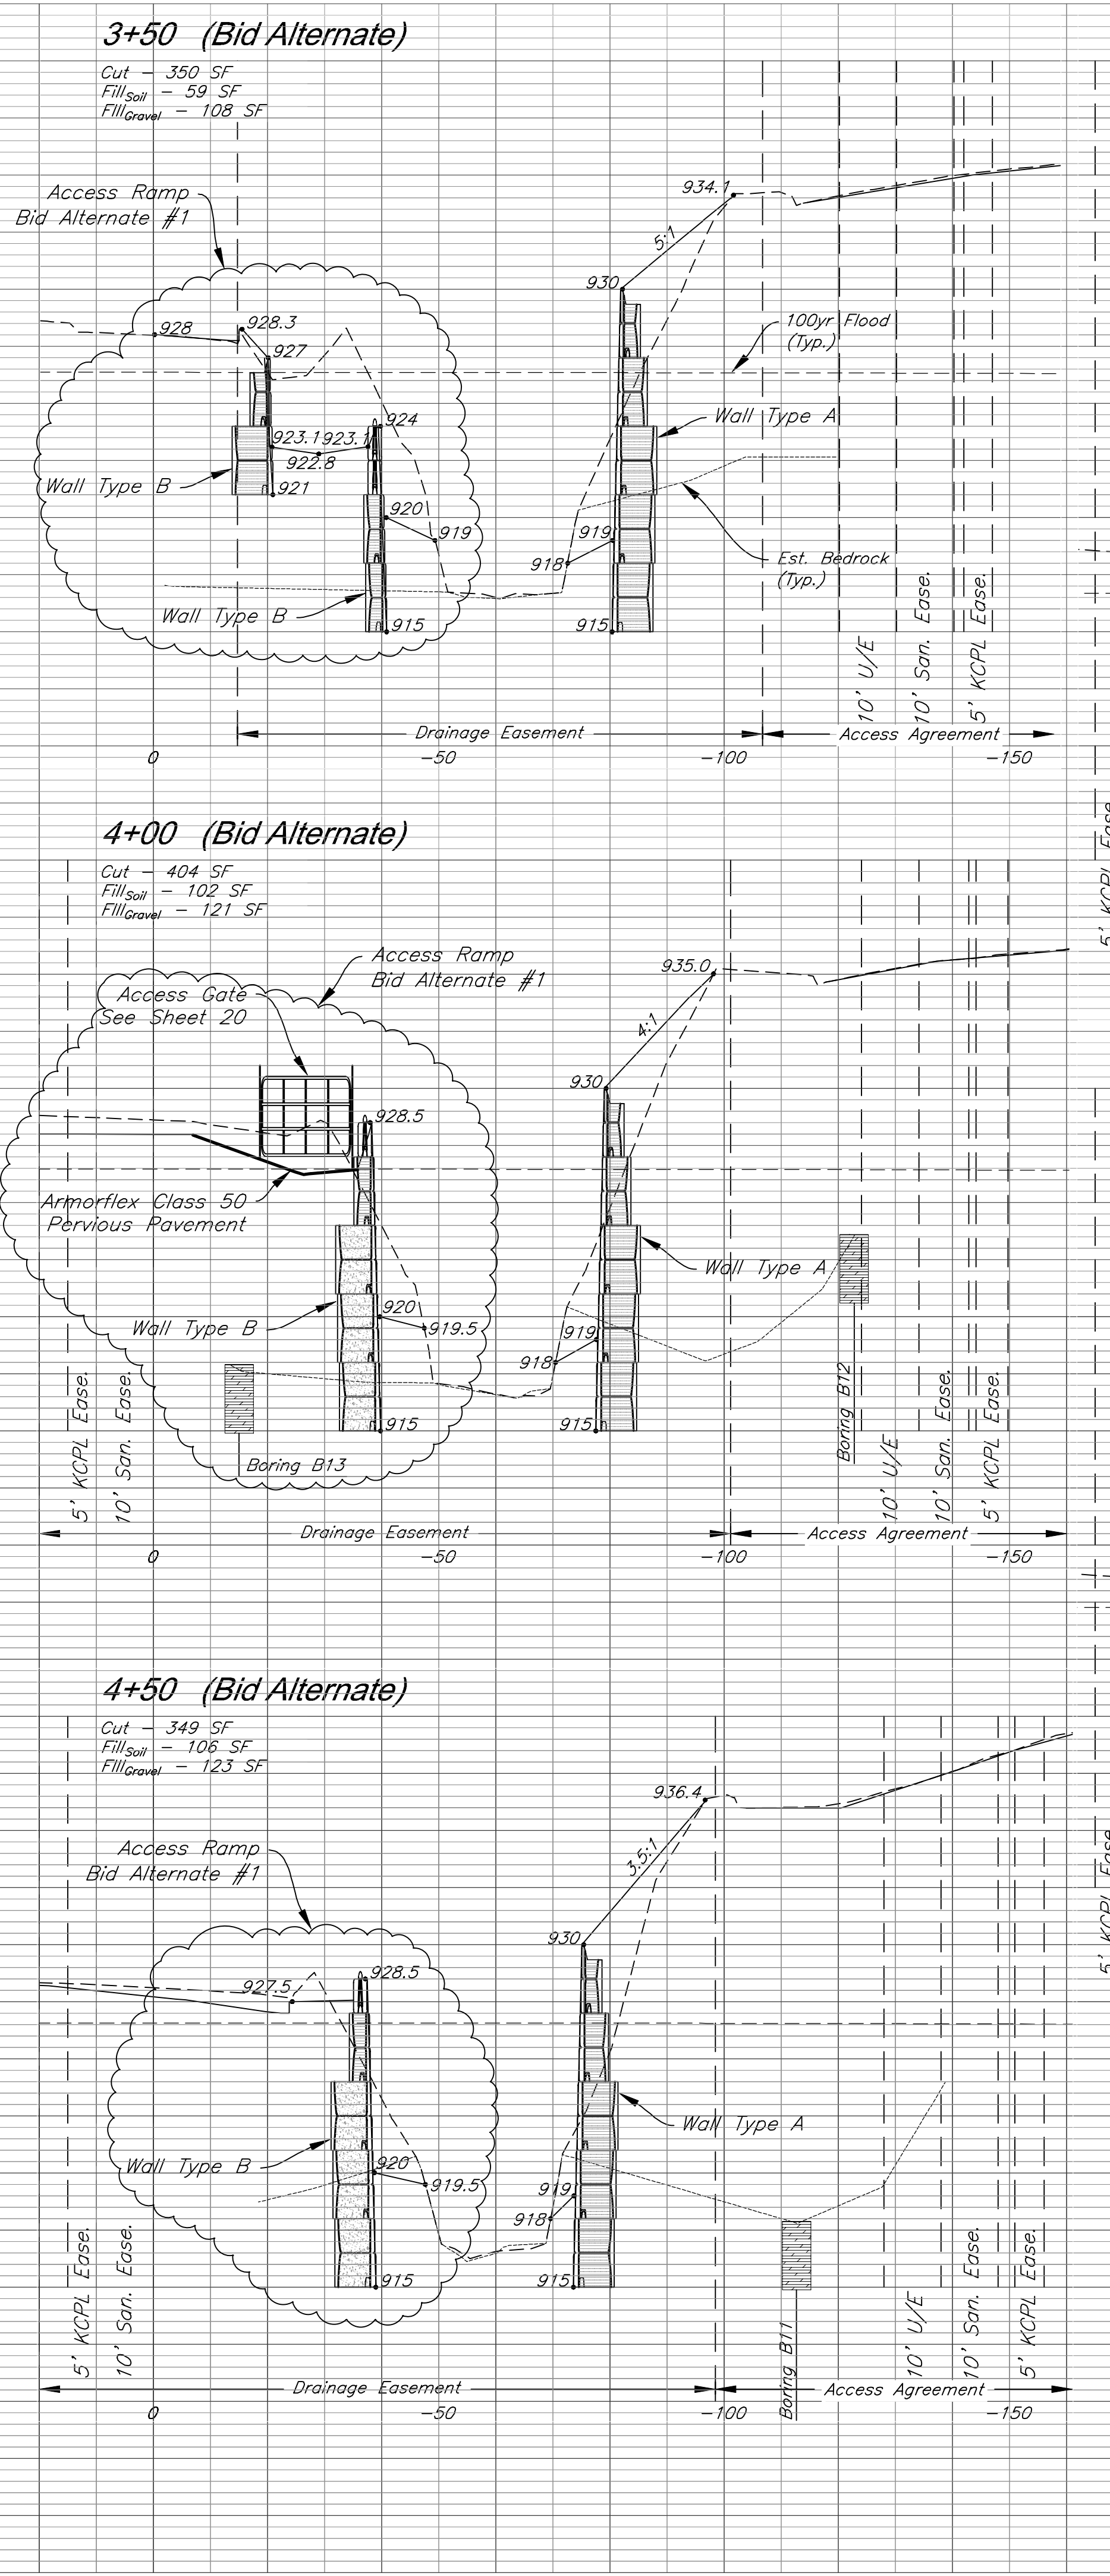 3+50 (Bid Alternate)
Cut - 350 SF
FillSoil - 59 SF
FIllGravel - 108 SF
Access Ramp
Bid Alternate #1
934.1
5:1
930
928
928.3
927
100yr Flood
(Typ.)
924
Wall Type A
923.1
923.1
922.8
Wall Type B
921
920
919
919
918
Est. Bedrock
(Typ.)
Wall Type B
915
915
10' U/E
10' San. Ease.
5' KCPL Ease.
Drainage Easement
Access Agreement
0
-50
-100
-150
5' KCPL Ease
4+00 (Bid Alternate)
Cut - 404 SF
FillSoil - 102 SF
FIllGravel - 121 SF
Access Ramp
Bid Alternate #1
935.0
Access Gate
See Sheet 20
4:1
930
928.5
Armorflex Class 50
Pervious Pavement
Wall Type A
Wall Type B
920
919.5
919
918
915
915
Boring B13
Boring B12
5' KCPL Ease.
10' San. Ease.
10' U/E
10' San. Ease.
5' KCPL Ease.
Drainage Easement
Access Agreement
0
-50
-100
-150
4+50 (Bid Alternate)
Cut - 349 SF
FillSoil - 106 SF
FIllGravel - 123 SF
936.4
Access Ramp
Bid Alternate #1
3.5:1
930
927.5
928.5
5' KCPL Ease
Wall Type A
Wall Type B
920
919.5
919
918
915
915
5' KCPL Ease.
10' San. Ease.
Boring B11
10' U/E
10' San. Ease.
5' KCPL Ease.
Drainage Easement
Access Agreement
0
-50
-100
-150